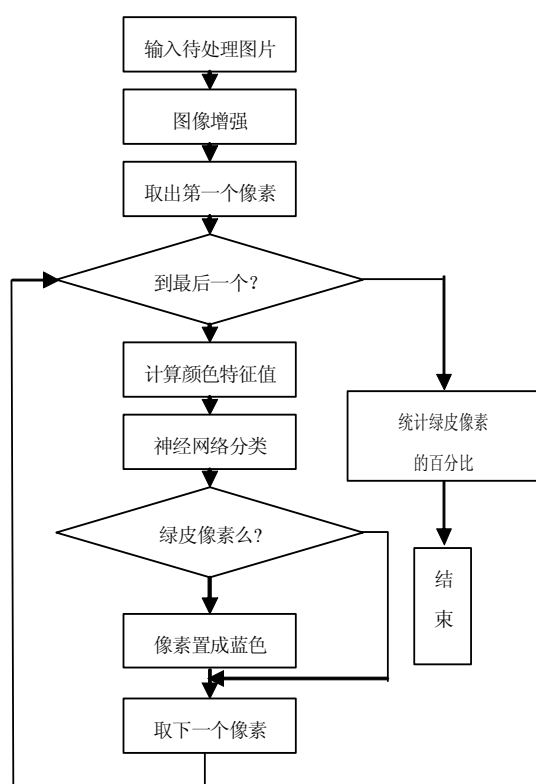 输入待处理图片
图像增强
取出第一个像素
到最后一个?
计算颜色特征值
神经网络分类
绿皮像素么?
像素置成蓝色
取下一个像素
统计绿皮像素
的百分比
结
束